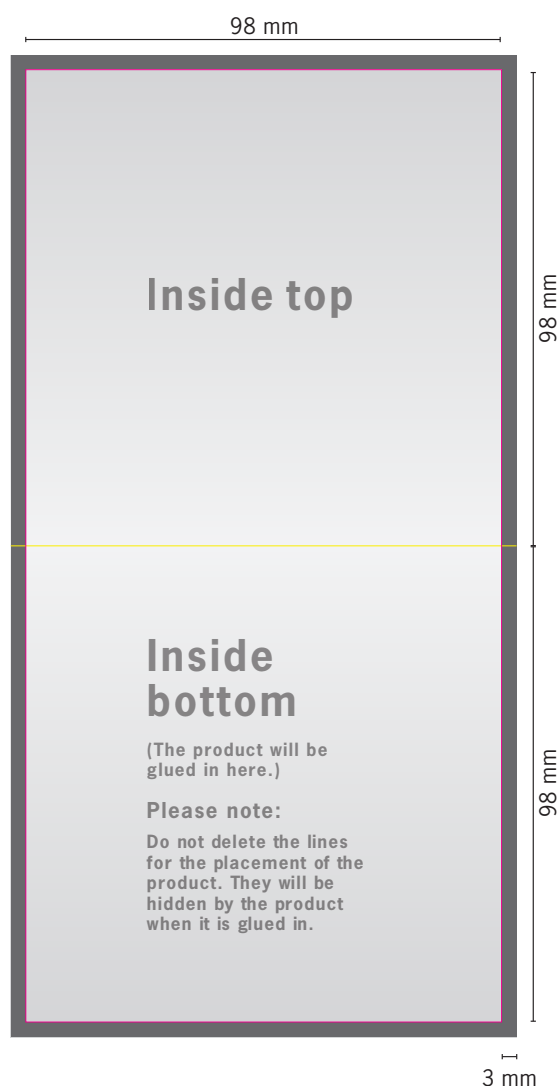 98 mm
Inside top
98 mm
Inside
bottom
(The product will be
glued in here.)
Please note:
Do not delete the lines
for the placement of the
product. They will be
hidden by the product
when it is glued in.
98 mm
3 mm